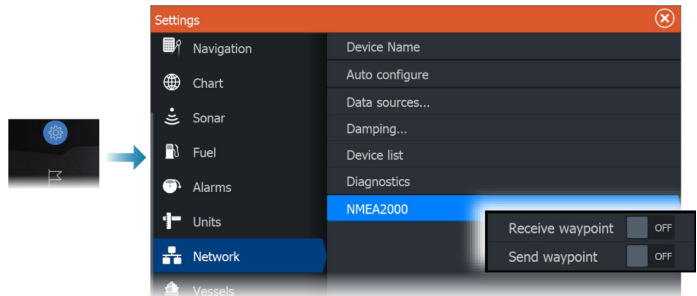 Settings
Navigation
Chart
Sonar
Fuel
Alarms
Units
Network
Vessels
Device Name
Auto configure
Data sources...
Damping...
Device list
Diagnostics
NMEA2000
Receive waypoint OFF
Send waypoint OFF